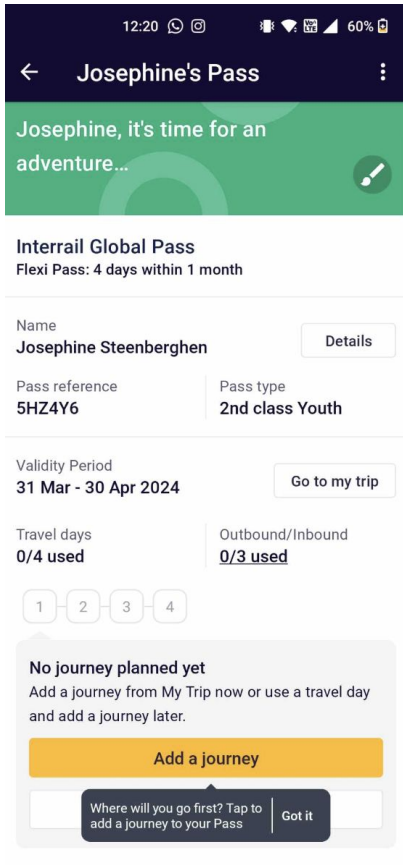 12:20 60%
Josephine's Pass
Josephine, it's time for an
adventure...
Interrail Global Pass
Flexi Pass: 4 days within 1 month
Name
Josephine Steenberghen
Details
Pass reference
5HZ4Y6
Pass type
2nd class Youth
Validity Period
31 Mar - 30 Apr 2024
Go to my trip
Travel days
0/4 used
Outbound/Inbound
0/3 used
1 2 3 4
No journey planned yet
Add a journey from My Trip now or use a travel day
and add a journey later.
Add a journey
Where will you go first? Tap to
add a journey to your Pass
Got it